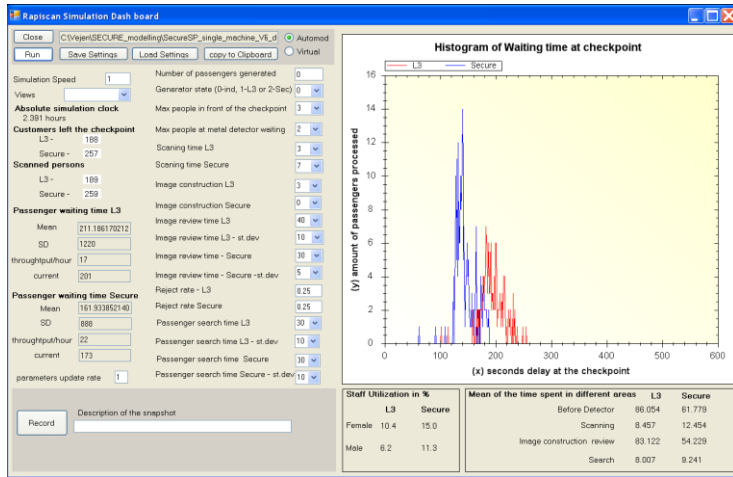 Rapiscan Simulation Dash board
Close C:\Vejen\SECURE_modelling\SecureSP_single_machine_V6_d Automod
Run Save Settings Load Settings copy to Clipboard Virtual
Simulation Speed 1
Views
Absolute simulation clock
2.391 hours
Customers left the checkpoint
L3 - 188
Secure - 257
Scanned persons
L3 - 189
Secure - 259
Passenger waiting time L3
Mean 211.186170212
SD 1220
throughtput/hour 17
current 201
Passenger waiting time Secure
Mean 161.933852140
SD 888
throughtput/hour 22
current 173
parameters update rate 1
Number of passengers generated 0
Generator state (0-ind, 1-L3 or 2-Sec) 0
Max people in front of the checkpoint 3
Max people at metal detector waiting 2
Scaning time L3 3
Scaning time Secure 7
Image construction L3 3
Image construction Secure 0
Image review time L3 40
Image review time L3 - st.dev 10
Image review time - Secure 30
Image review time - Secure -st.dev 5
Reject rate - L3 0.25
Reject rate Secure 0.25
Passenger search time L3 30
Passenger search time L3 - st.dev 10
Passenger search time Secure 30
Passenger search time Secure - st.dev 10
Record
Description of the snapshot
Histogram of Waiting time at checkpoint
L3 Secure
(y) amount of passengers processed
16
14
12
10
8
6
4
2
0
0 100 200 300 400 500 600
(x) seconds delay at the checkpoint
Staff Utilization in %
L3 Secure
Female 10.4 15.0
Male 6.2 11.3
Mean of the time spent in different areas L3 Secure
Before Detector 86.054 61.779
Scanning 8.457 12.454
Image construction review 83.122 54.229
Search 8.007 9.241